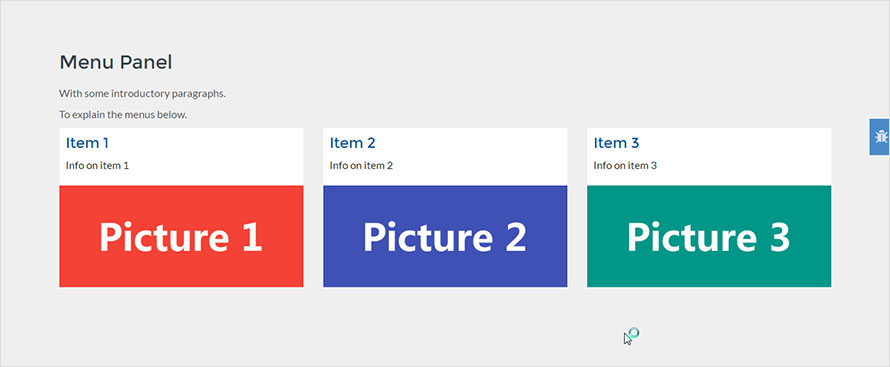 Menu Panel
With some introductory paragraphs.
To explain the menus below.
Item 1
Info on item 1
Picture 1
Item 2
Info on item 2
Picture 2
Item 3
Info on item 3
Picture 3